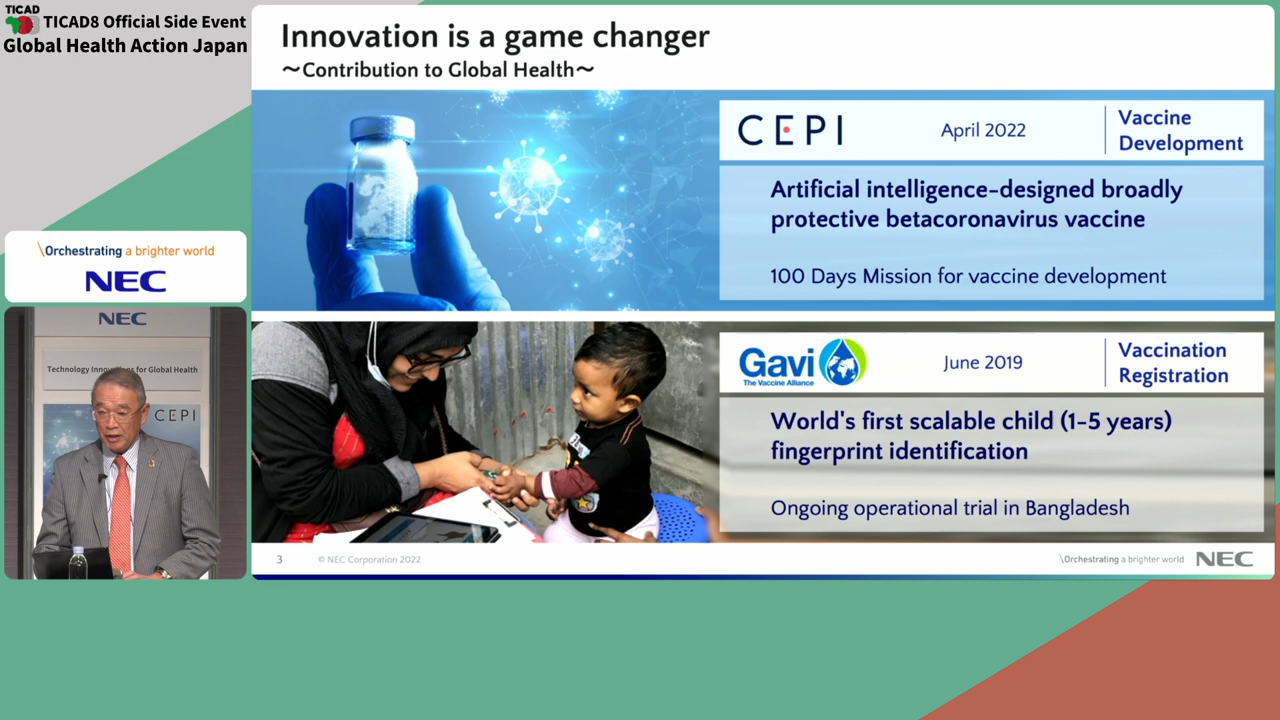 TICAD
TICAD8 Official Side Event
Global Health Action Japan
\Orchestrating a brighter world
NEC
NEC
Technology Innovations for Global Health
CEPI
Innovation is a game changer
～Contribution to Global Health～
CEPI
April 2022
Vaccine
Development
Artificial intelligence-designed broadly
protective betacoronavirus vaccine
100 Days Mission for vaccine development
Gavi
The Vaccine Alliance
June 2019
Vaccination
Registration
World's first scalable child (1-5 years)
fingerprint identification
Ongoing operational trial in Bangladesh
3
© NEC Corporation 2022
\Orchestrating a brighter world
NEC